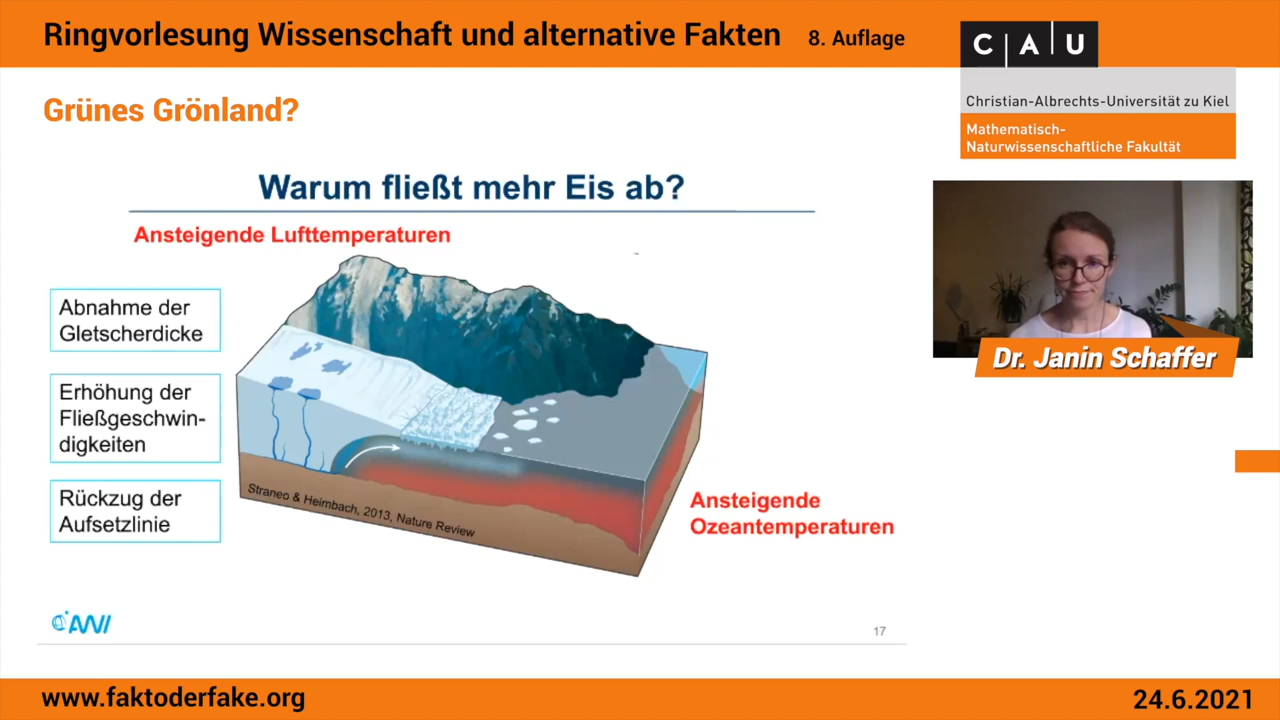 Ringvorlesung Wissenschaft und alternative Fakten 8. Auflage
C A U
Christian-Albrechts-Universität zu Kiel
Mathematisch-
Naturwissenschaftliche Fakultät
Grünes Grönland?
Warum fließt mehr Eis ab?
Ansteigende Lufttemperaturen
Abnahme der
Gletscherdicke
Erhöhung der
Fließgeschwin-
digkeiten
Rückzug der
Aufsetzlinie
Straneo & Heimbach, 2013, Nature Review
Ansteigende
Ozeantemperaturen
Dr. Janin Schaffer
AWI
17
www.faktoderfake.org
24.6.2021